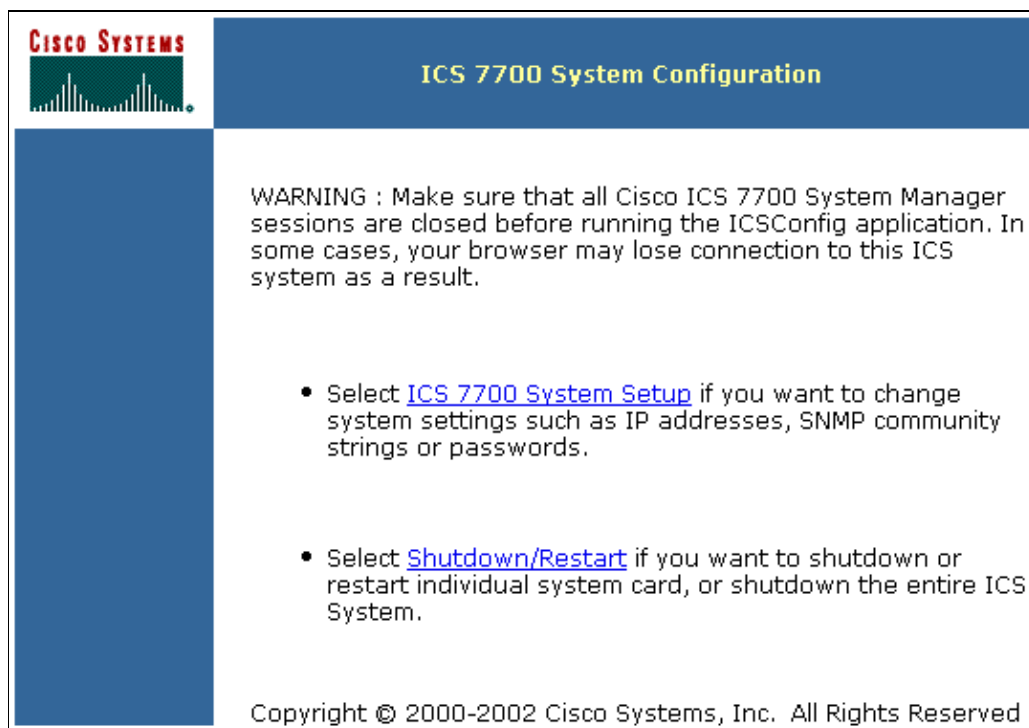 CISCO SYSTEMS
ICS 7700 System Configuration
WARNING : Make sure that all Cisco ICS 7700 System Manager
sessions are closed before running the ICSConfig application. In
some cases, your browser may lose connection to this ICS
system as a result.
• Select ICS 7700 System Setup if you want to change
system settings such as IP addresses, SNMP community
strings or passwords.
• Select Shutdown/Restart if you want to shutdown or
restart individual system card, or shutdown the entire ICS
System.
Copyright © 2000-2002 Cisco Systems, Inc. All Rights Reserved